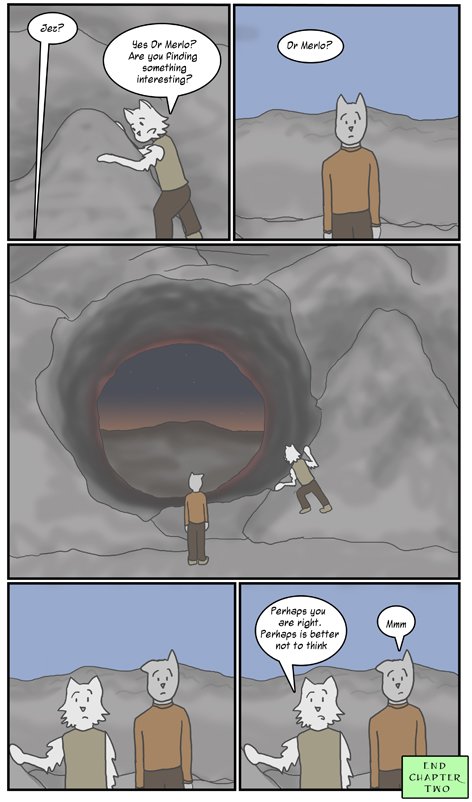 Jez?
Yes Dr Merlo?
Are you finding
something
interesting?
Dr Merlo?
Perhaps you
are right.
Perhaps is better
not to think
Mmm
END
CHAPTER
TWO